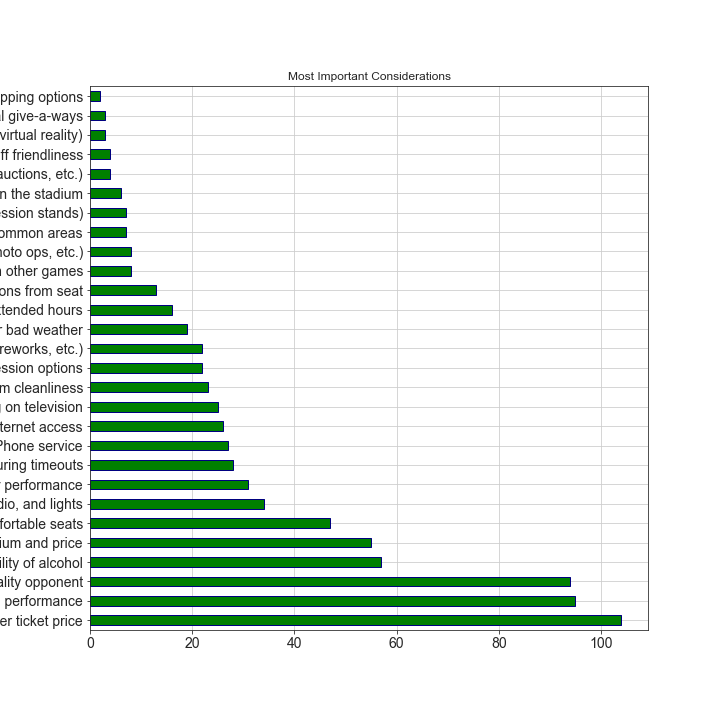 Most Important Considerations
pping options
al give-a-ways
virtual reality)
ff friendliness
auctions, etc.)
n the stadium
ession stands)
ommon areas
oto ops, etc.)
other games
ons from seat
tended hours
r bad weather
reworks, etc.)
ession options
m cleanliness
on television
ternet access
Phone service
uring timeouts
performance
dio, and lights
fortable seats
ium and price
ility of alcohol
ality opponent
performance
er ticket price
0 20 40 60 80 100